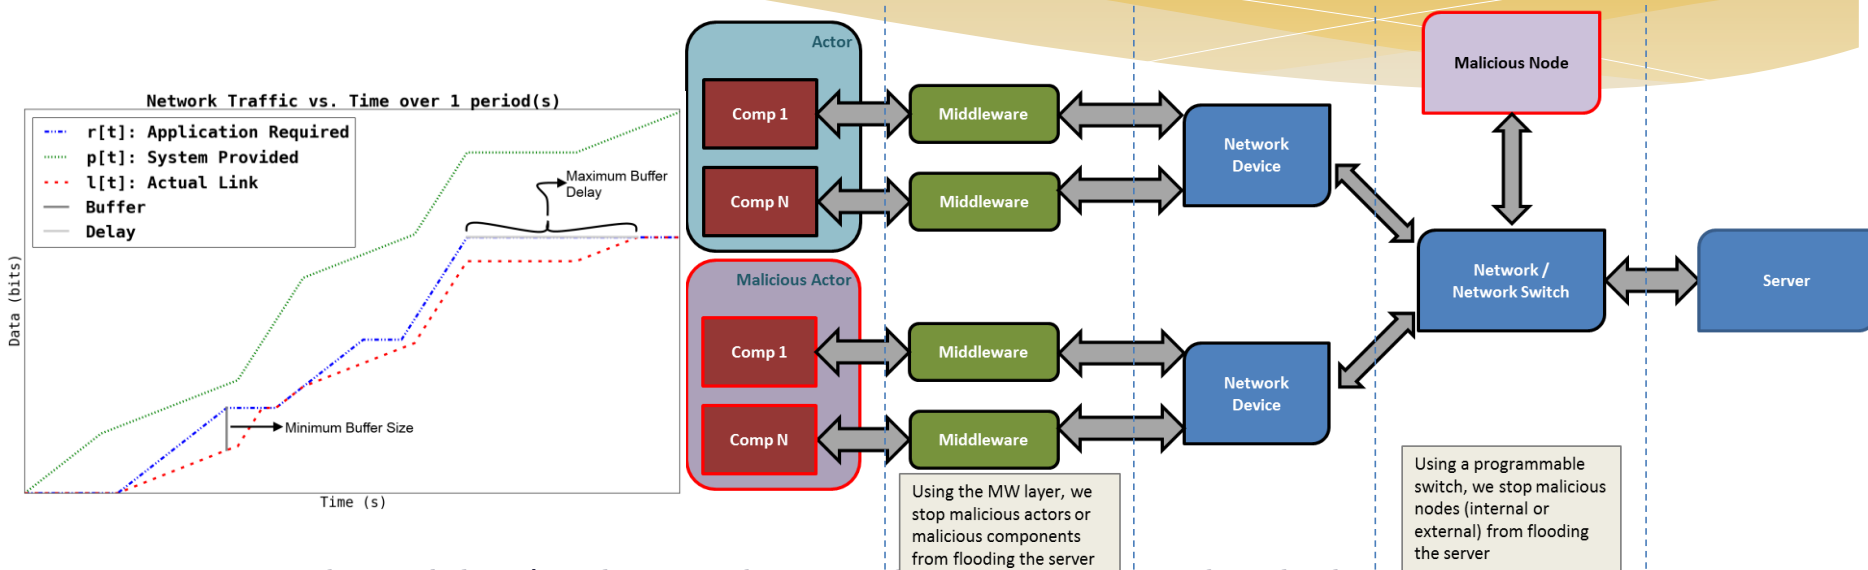 Network Traffic vs. Time over 1 period(s)
r[t]: Application Required
p[t]: System Provided
l[t]: Actual Link
Buffer
Delay
Maximum Buffer
Delay
Minimum Buffer Size
Data (bits)
Time (s)
Actor
Comp 1
Comp N
Middleware
Middleware
Network
Device
Malicious Actor
Comp 1
Comp N
Middleware
Middleware
Network
Device
Malicious Node
Network /
Network Switch
Server
Using the MW layer, we
stop malicious actors or
malicious components
from flooding the server
Using a programmable
switch, we stop malicious
nodes (internal or
external) from flooding
the server